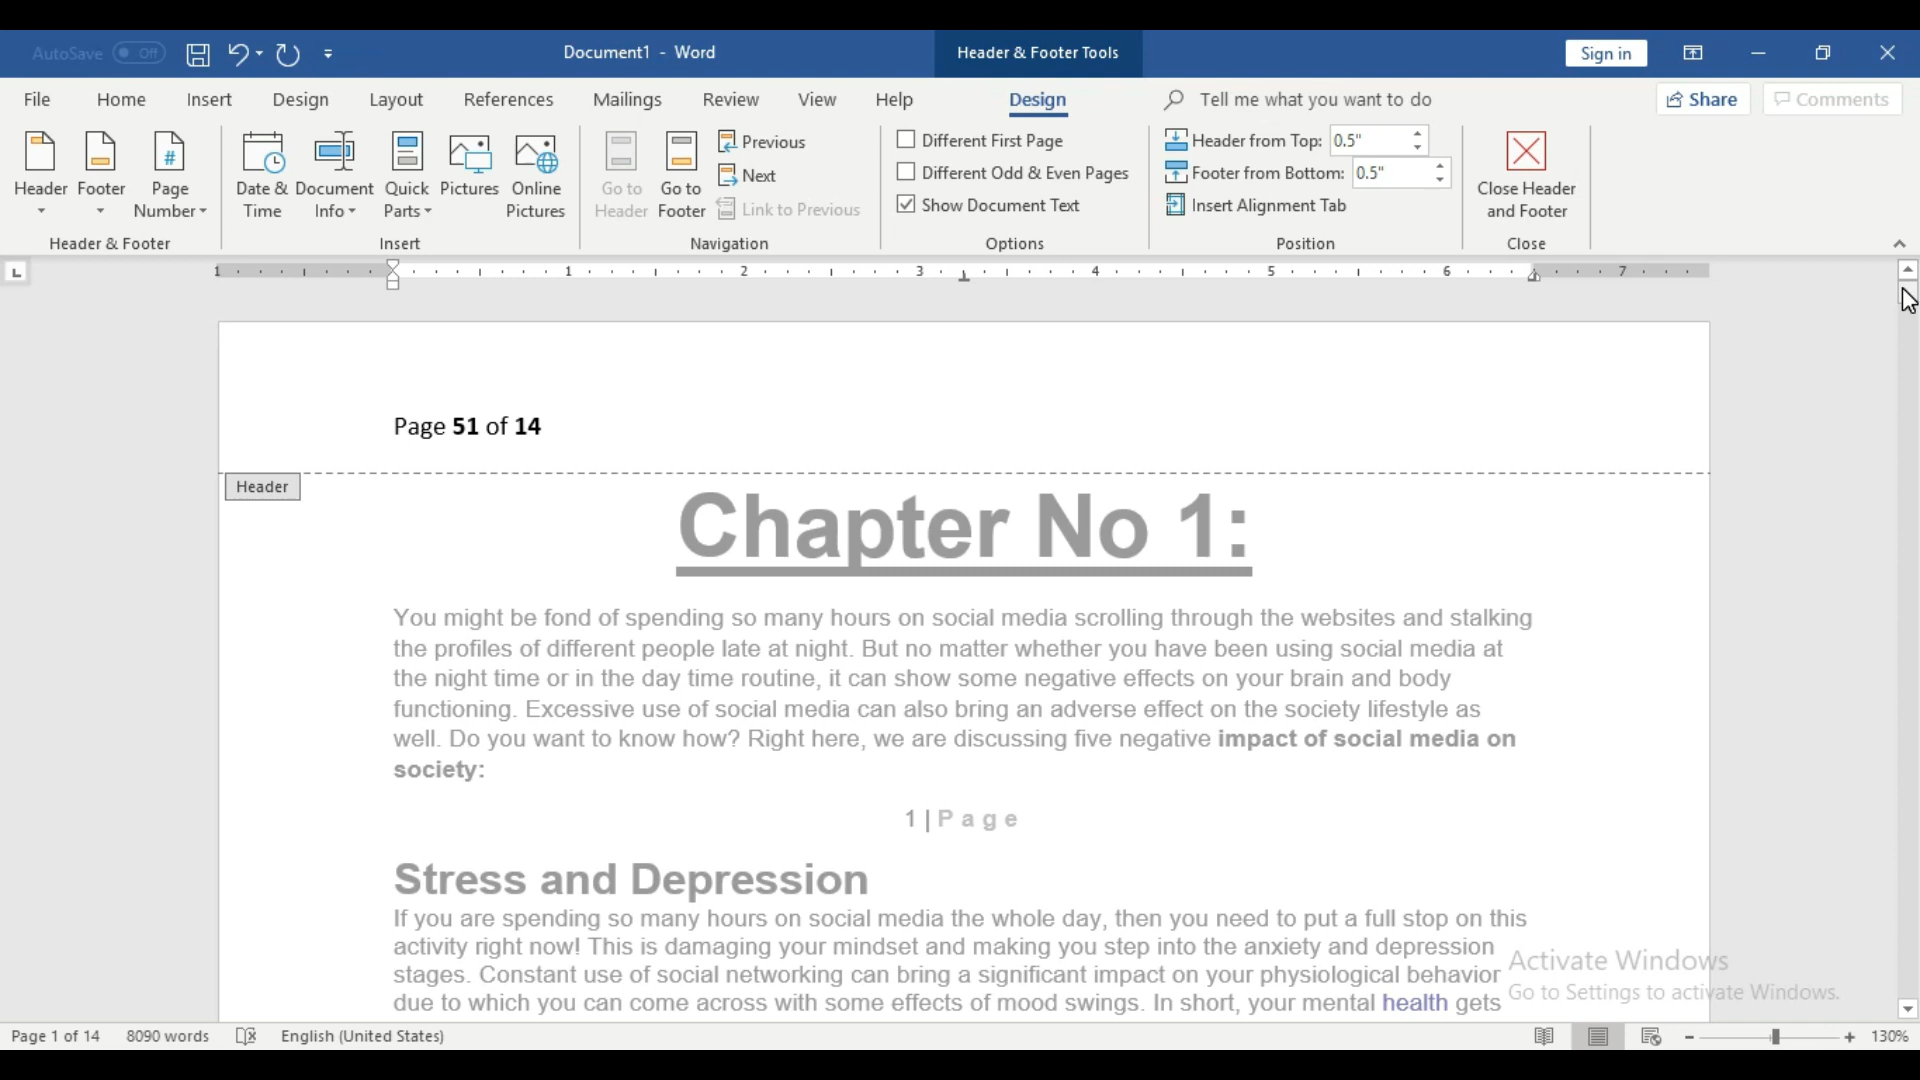 AutoSave Off Document1 - Word Header & Footer Tools Sign in
File Home Insert Design Layout References Mailings Review View Help Design Tell me what you want to do Share Comments
Header Footer Page Number
Header & Footer
Date & Time Document Info Quick Parts Pictures Online Pictures
Insert
Go to Header Go to Footer Previous
Next
Link to Previous
Navigation
Different First Page
Different Odd & Even Pages
Show Document Text
Options
Header from Top: 0.5"
Footer from Bottom: 0.5"
Insert Alignment Tab
Position
Close Header and Footer
Close
1 1 2 3 4 5 6 7
Page 51 of 14
Header
Chapter No 1:
You might be fond of spending so many hours on social media scrolling through the websites and stalking
the profiles of different people late at night. But no matter whether you have been using social media at
the night time or in the day time routine, it can show some negative effects on your brain and body
functioning. Excessive use of social media can also bring an adverse effect on the society lifestyle as
well. Do you want to know how? Right here, we are discussing five negative impact of social media on
society:
1 | P a g e
Stress and Depression
If you are spending so many hours on social media the whole day, then you need to put a full stop on this
activity right now! This is damaging your mindset and making you step into the anxiety and depression
stages. Constant use of social networking can bring a significant impact on your physiological behavior
due to which you can come across with some effects of mood swings. In short, your mental health gets
Activate Windows
Go to Settings to activate Windows.
Page 1 of 14 8090 words English (United States) 130%